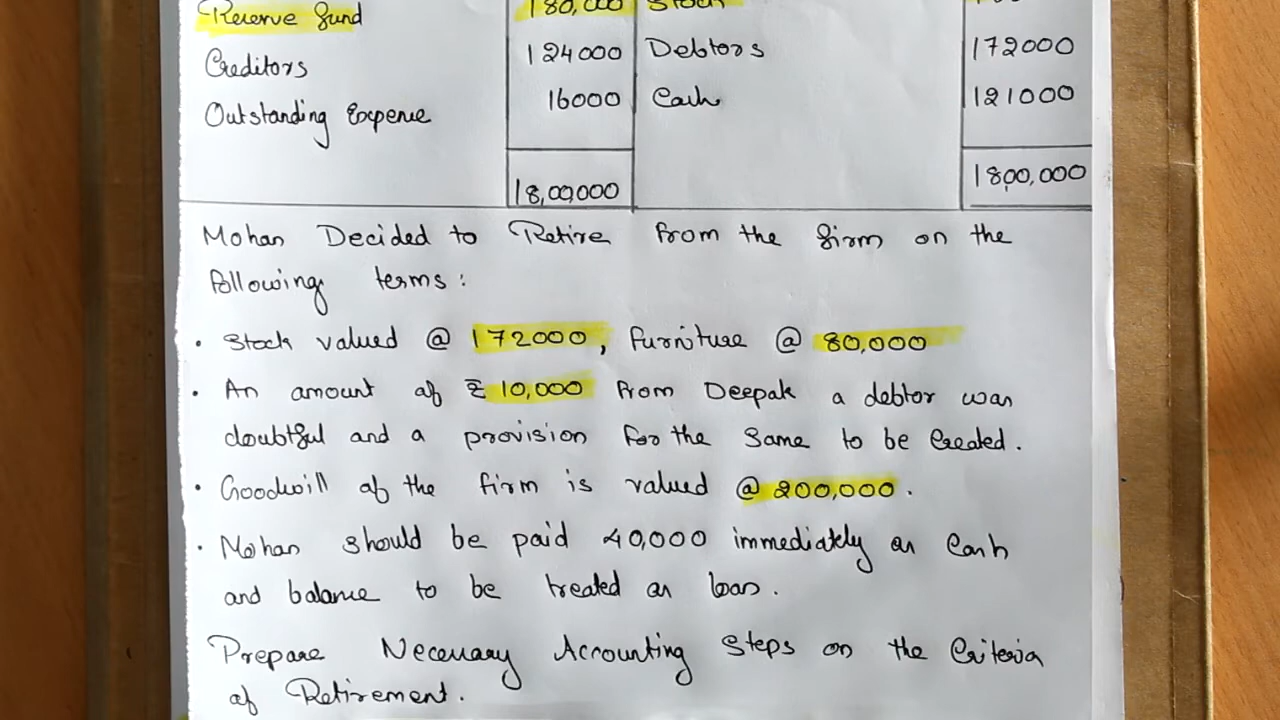 Reserve fund 180,000 Stock
Creditors 124000 Debtors 172000
Outstanding Expense 16000 Cash 121000
18,00000 1800,000
Mohan Decided to Retire from the firm on the
following terms :
• Stock valued @ 172000, furniture @ 80,000
• An amount of ₹ 10,000 from Deepak a debtor was
doubtful and a provision for the same to be created.
• Goodwill of the firm is valued @ 200,000.
• Mohan should be paid 40,000 immediately as Cash
and balance to be treated as loan.
Prepare Necessary Accounting Steps on the Criteria
of Retirement.